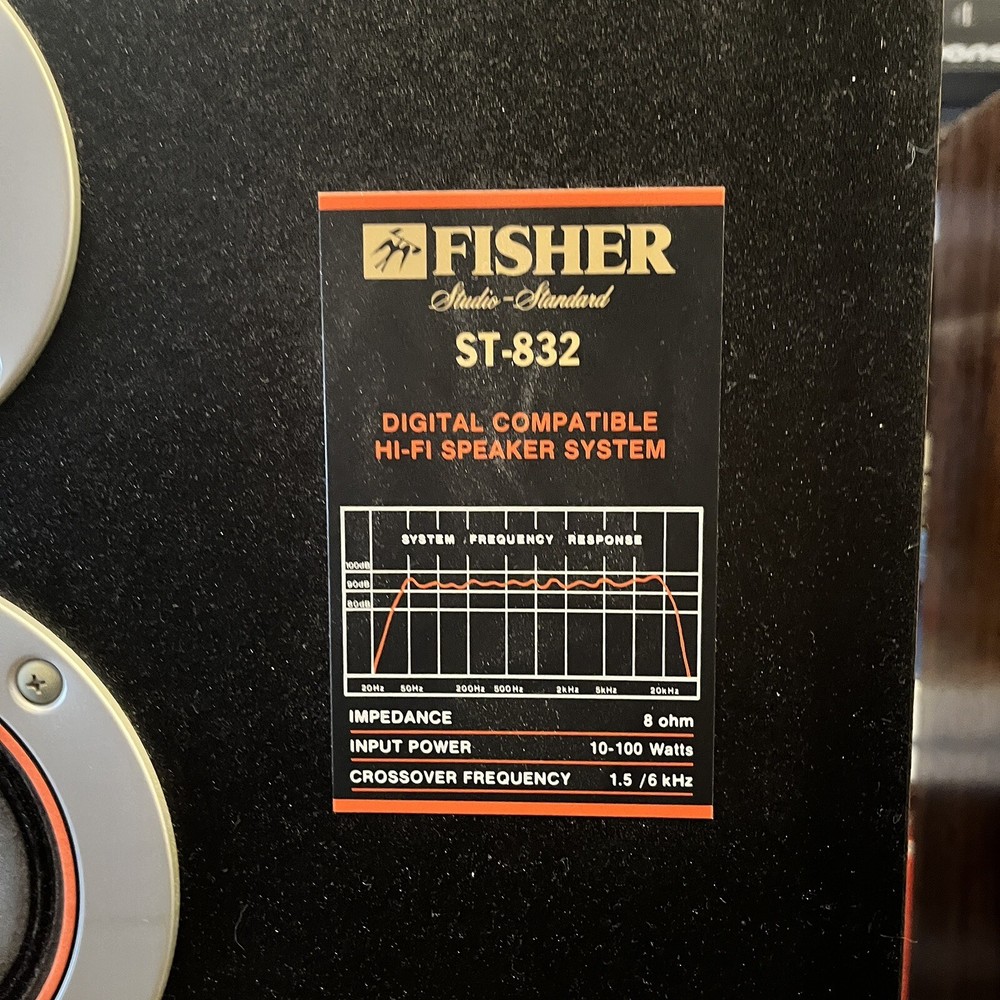 FISHER
Studio-Standard
ST-832
DIGITAL COMPATIBLE
HI-FI SPEAKER SYSTEM
SYSTEM FREQUENCY RESPONSE
100dB
90dB
80dB
20Hz 50Hz 200Hz 500Hz 2kHz 5kHz 20kHz
IMPEDANCE 8 ohm
INPUT POWER 10-100 Watts
CROSSOVER FREQUENCY 1.5 /6 kHz